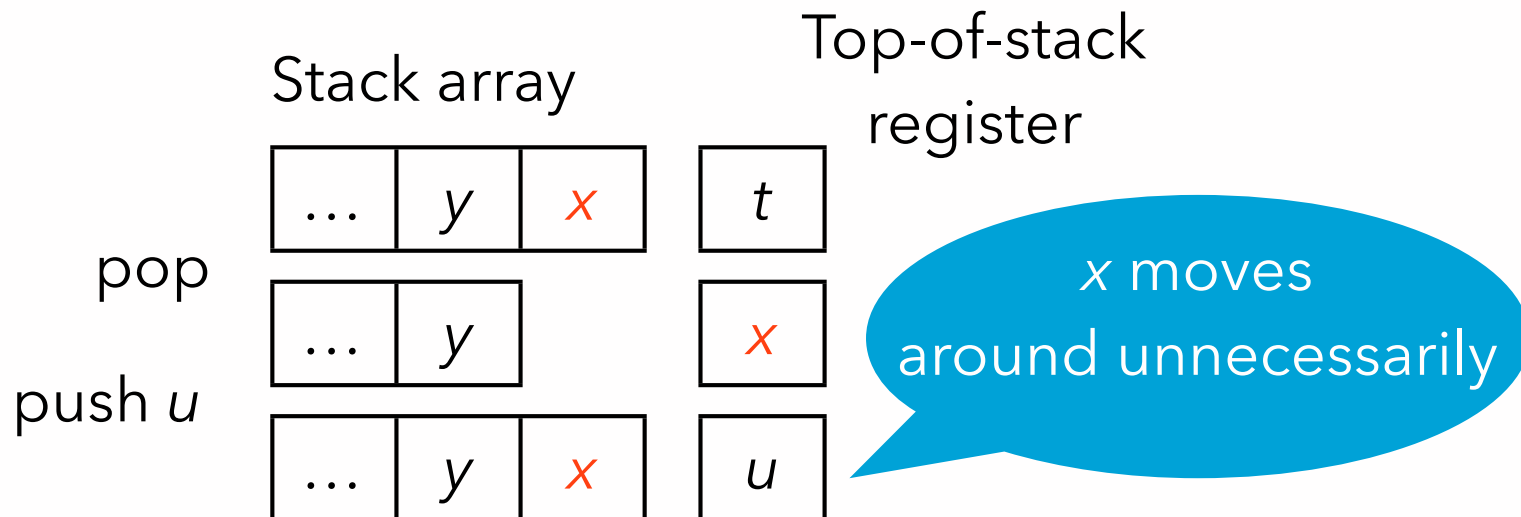 Stack array
Top-of-stack
register
… y x t
pop
… y x
push u
… y x u
x moves
around unnecessarily